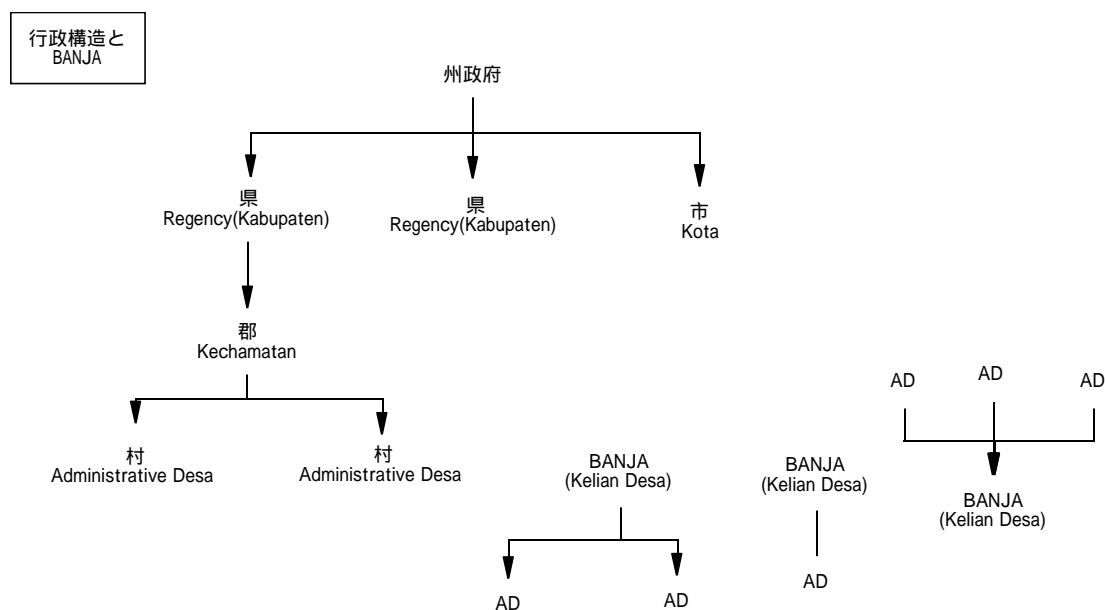 行政構造と
BANJA
州政府
県
Regency(Kabupaten)
県
Regency(Kabupaten)
市
Kota
郡
Kechamatan
村
Administrative Desa
村
Administrative Desa
BANJA
(Kelian Desa)
AD
AD
BANJA
(Kelian Desa)
AD
AD
AD
AD
BANJA
(Kelian Desa)